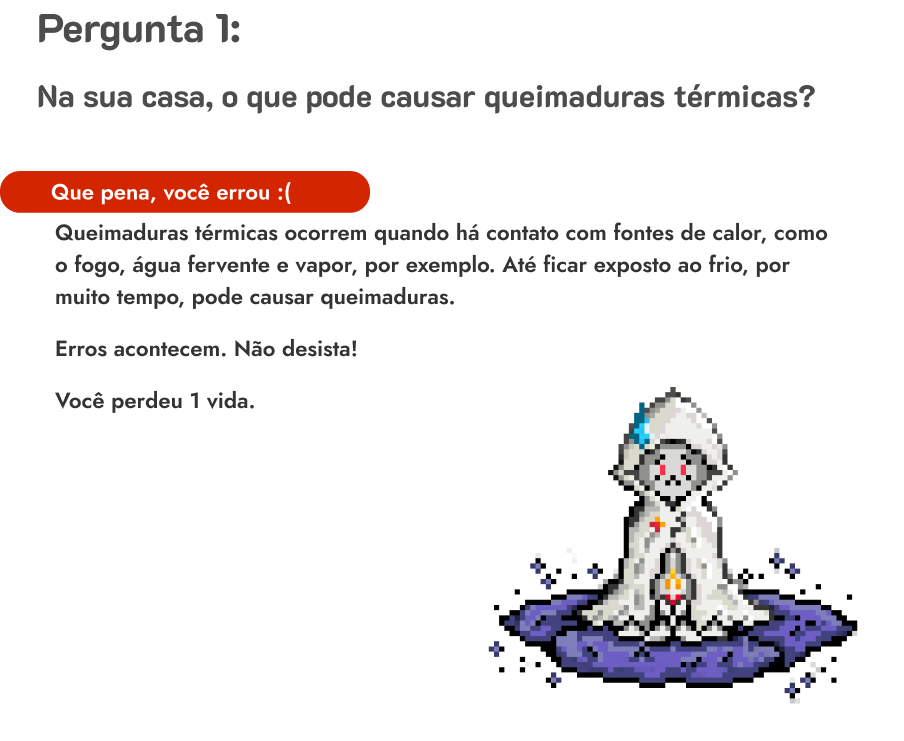 Pergunta 1:
Na sua casa, o que pode causar queimaduras térmicas?
Que pena, você errou :(
Queimaduras térmicas ocorrem quando há contato com fontes de calor, como
o fogo, água fervente e vapor, por exemplo. Até ficar exposto ao frio, por
muito tempo, pode causar queimaduras.
Erros acontecem. Não desista!
Você perdeu 1 vida.